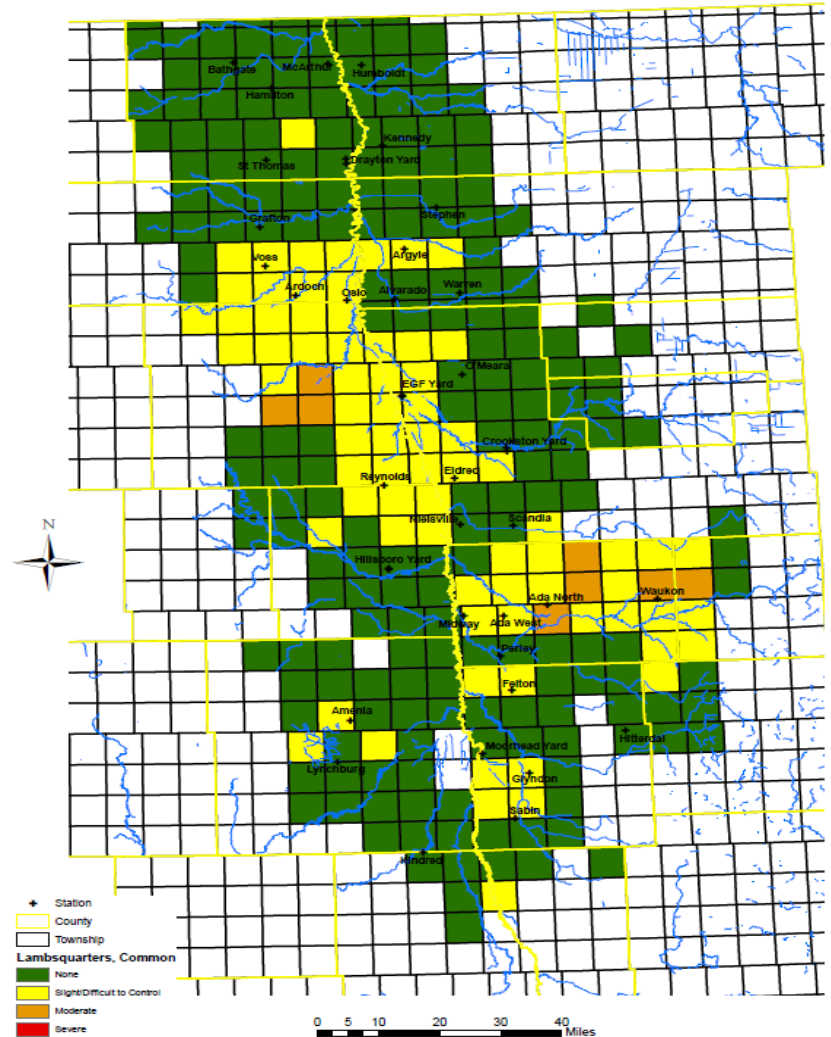 Bathgate
McArthur
Humboldt
Hamilton
Kennedy
St Thomas
Drayton Yard
Stephen
Grafton
Argyle
Voss
Ardoch
Oslo
Alvarado
Warren
O'Meara
EGF Yard
Crookston Yard
Reynolds
Eldred
Nielsville
Scandia
N
Hillsboro Yard
Ada North
Waukon
Midway
Ada West
Perley
Felton
Amenia
Hitterdal
Moorhead Yard
Lynchburg
Glyndon
Sabin
Kindred
Station
County
Township
Lambsquarters, Common
None
Slight/Difficult to Control
Moderate
Severe
0 5 10 20 30 40
Miles